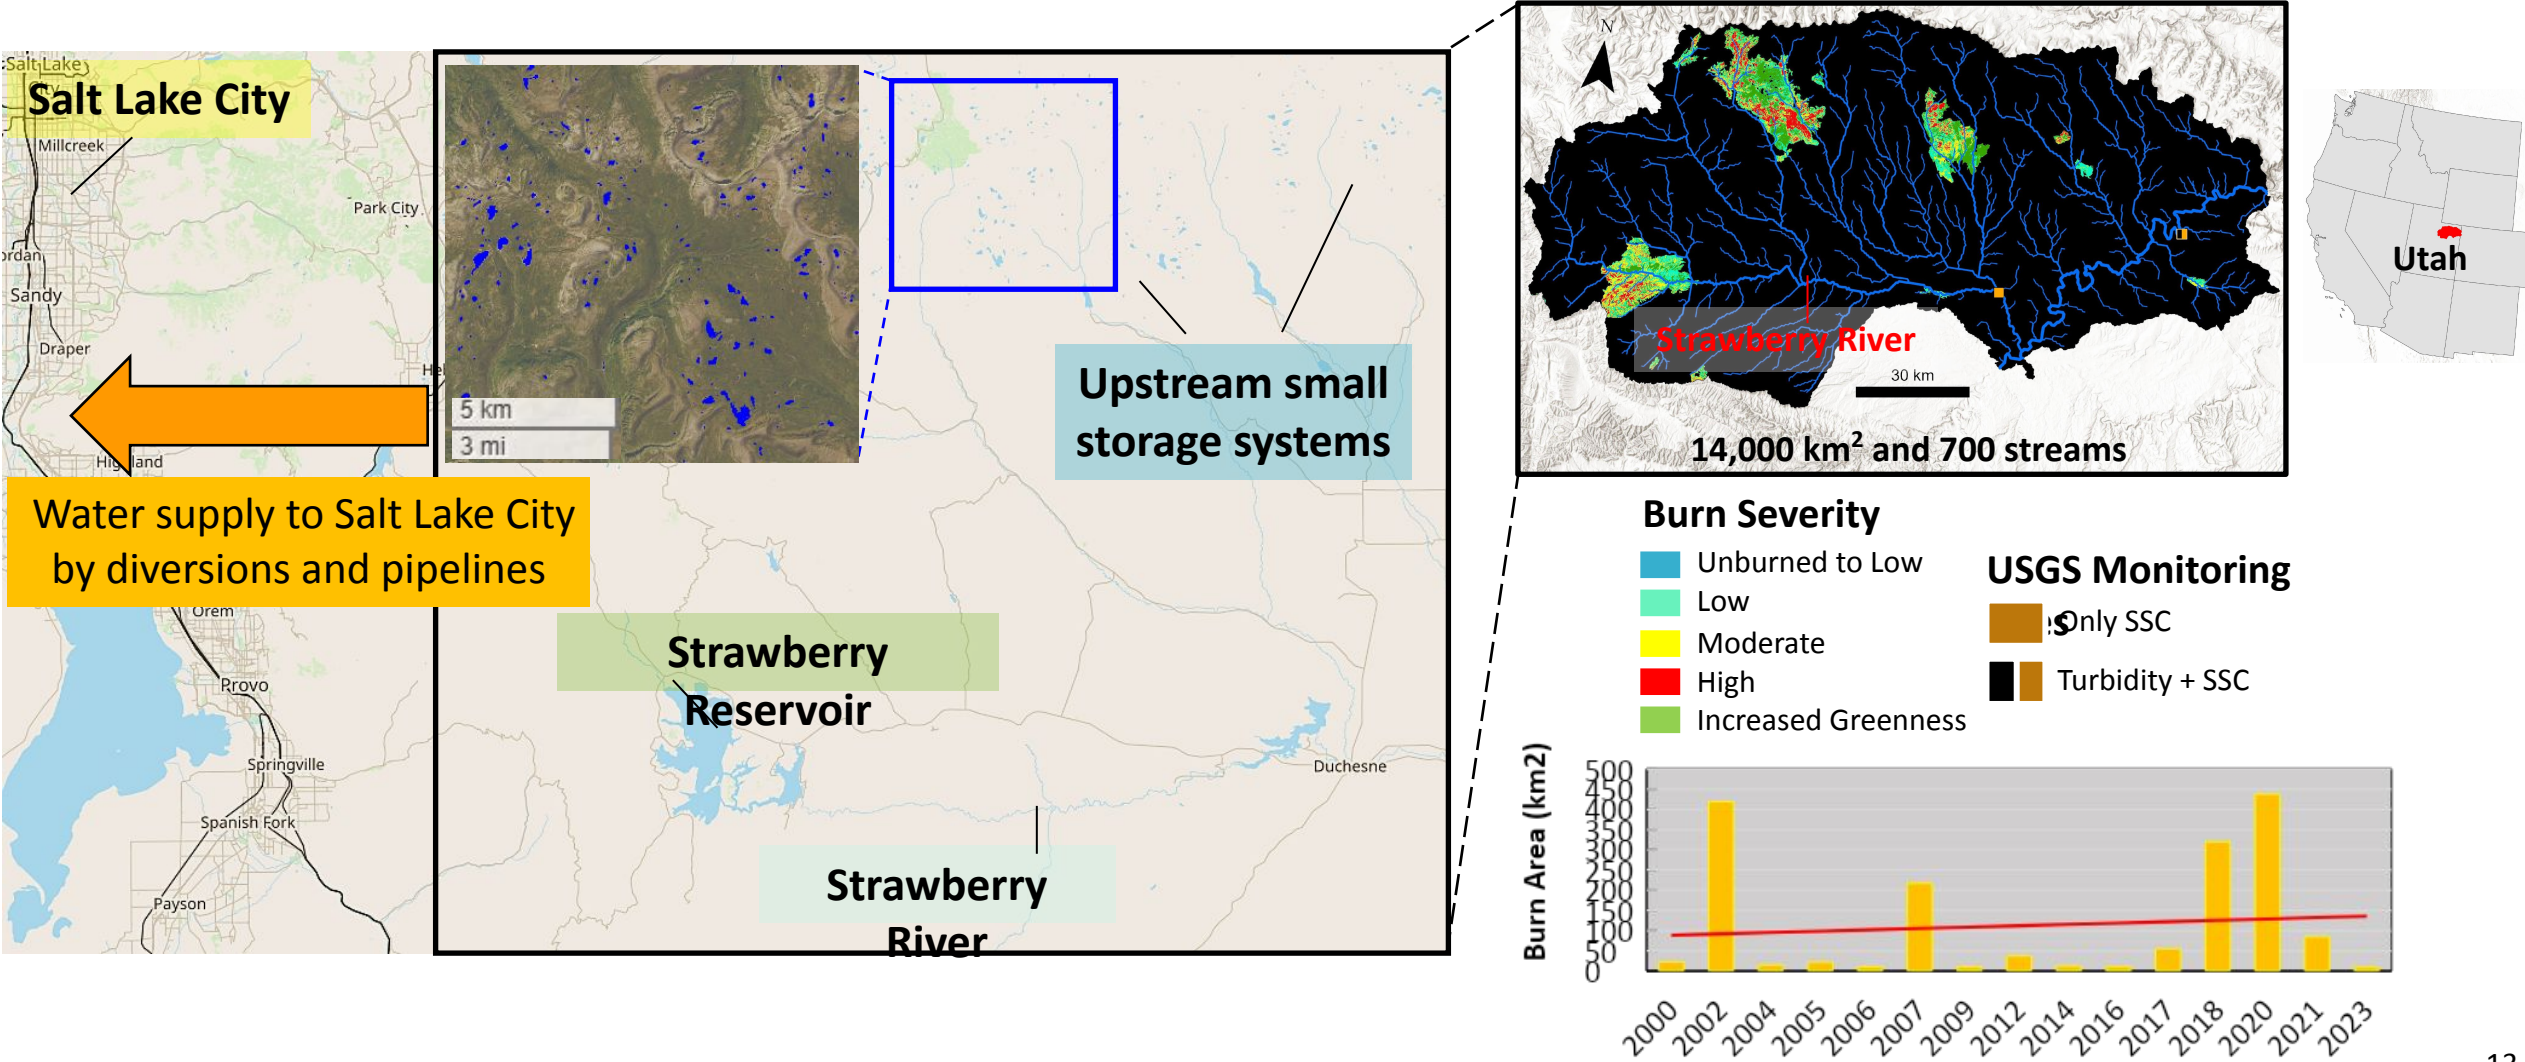 Salt Lake
City
Salt Lake City
Millcreek
Park City
Sandy
Draper
Water supply to Salt Lake City
by diversions and pipelines
Orem
Provo
Springville
Spanish Fork
Payson
5 km
3 mi
Upstream small
storage systems
Strawberry
Reservoir
Duchesne
Strawberry
River
N
Strawberry River
30 km
14,000 km² and 700 streams
Utah
Burn Severity
Unburned to Low
Low
Moderate
High
Increased Greenness
USGS Monitoring
Only SSC
Turbidity + SSC
Burn Area (km2)
500
450
400
350
300
250
200
150
100
50
0
2000 2002 2004 2005 2006 2007 2009 2012 2014 2016 2017 2018 2020 2021 2023